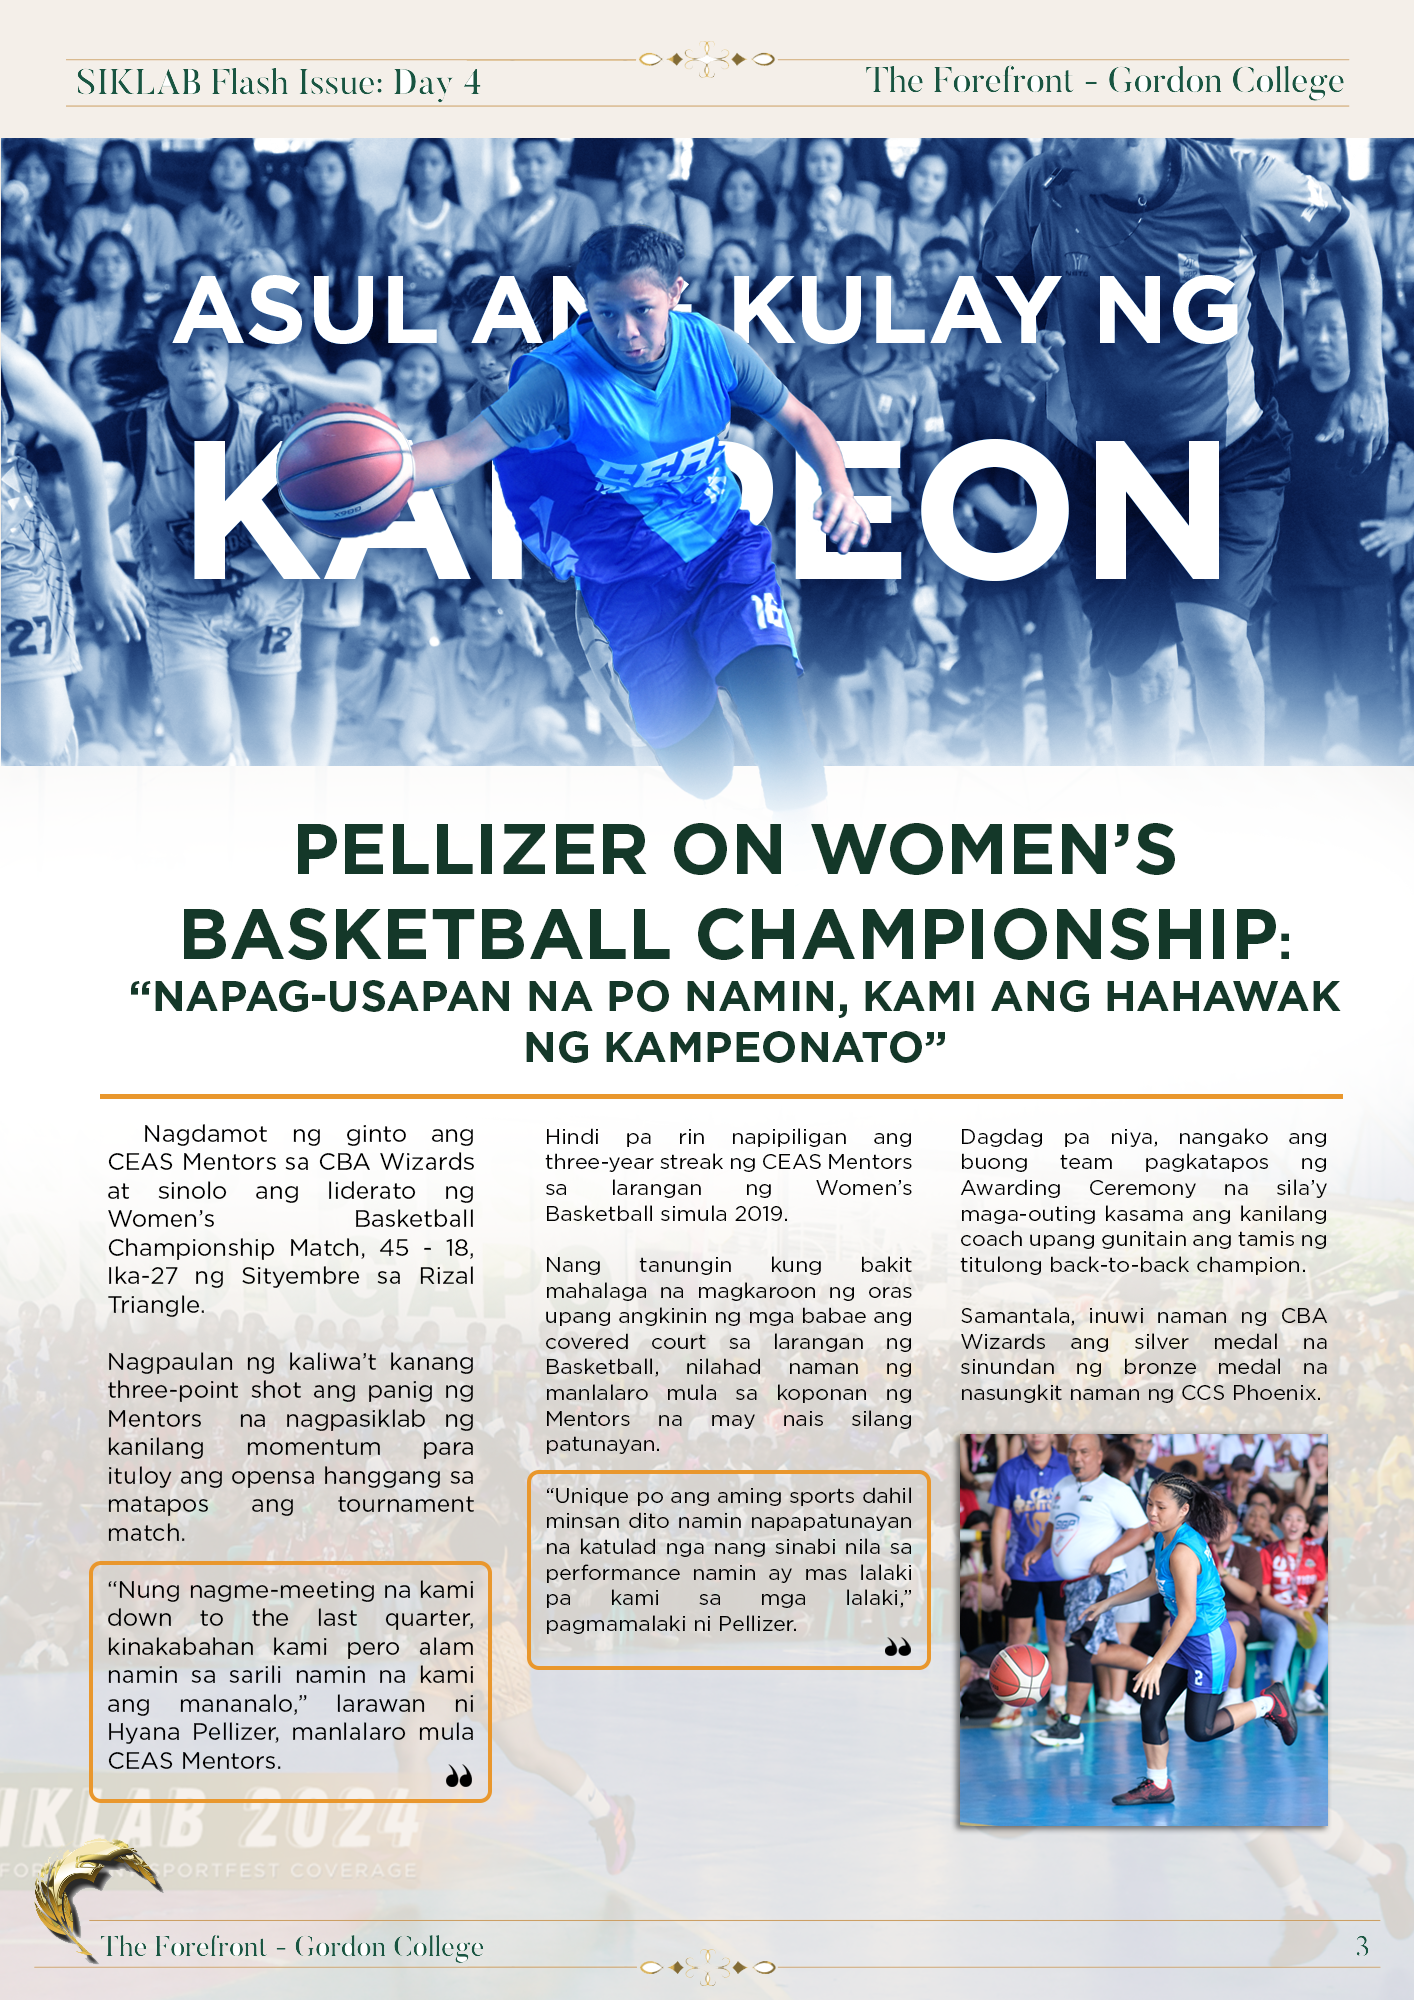 SIKLAB Flash Issue: Day 4
The Forefront - Gordon College
ASUL ANG KULAY NG
KAMPEON
27
12
CEAS
16
PELLIZER ON WOMEN’S
BASKETBALL CHAMPIONSHIP:
“NAPAG-USAPAN NA PO NAMIN, KAMI ANG HAHAWAK
NG KAMPEONATO”
Nagdamot ng ginto ang
CEAS Mentors sa CBA Wizards
at sinolo ang liderato ng
Women’s Basketball
Championship Match, 45 - 18,
Ika-27 ng Sityembre sa Rizal
Triangle.
Nagpaulan ng kaliwa’t kanang
three-point shot ang panig ng
Mentors na nagpasiklab ng
kanilang momentum para
ituloy ang opensa hanggang sa
matapos ang tournament
match.
“Nung nagme-meeting na kami
down to the last quarter,
kinakabahan kami pero alam
namin sa sarili namin na kami
ang mananalo,” larawan ni
Hyana Pellizer, manlalaro mula
CEAS Mentors.
Hindi pa rin napipiligan ang
three-year streak ng CEAS Mentors
sa larangan ng Women’s
Basketball simula 2019.
Nang tanungin kung bakit
mahalaga na magkaroon ng oras
upang angkinin ng mga babae ang
covered court sa larangan ng
Basketball, nilahad naman ng
manlalaro mula sa koponan ng
Mentors na may nais silang
patunayan.
“Unique po ang aming sports dahil
minsan dito namin napapatunayan
na katulad nga nang sinabi nila sa
performance namin ay mas lalaki
pa kami sa mga lalaki,”
pagmamalaki ni Pellizer.
Dagdag pa niya, nangako ang
buong team pagkatapos ng
Awarding Ceremony na sila’y
maga-outing kasama ang kanilang
coach upang gunitain ang tamis ng
titulong back-to-back champion.
Samantala, inuwi naman ng CBA
Wizards ang silver medal na
sinundan ng bronze medal na
nasungkit naman ng CCS Phoenix.
2
IKLAB 2024
SPORTFEST COVERAGE
The Forefront - Gordon College
3